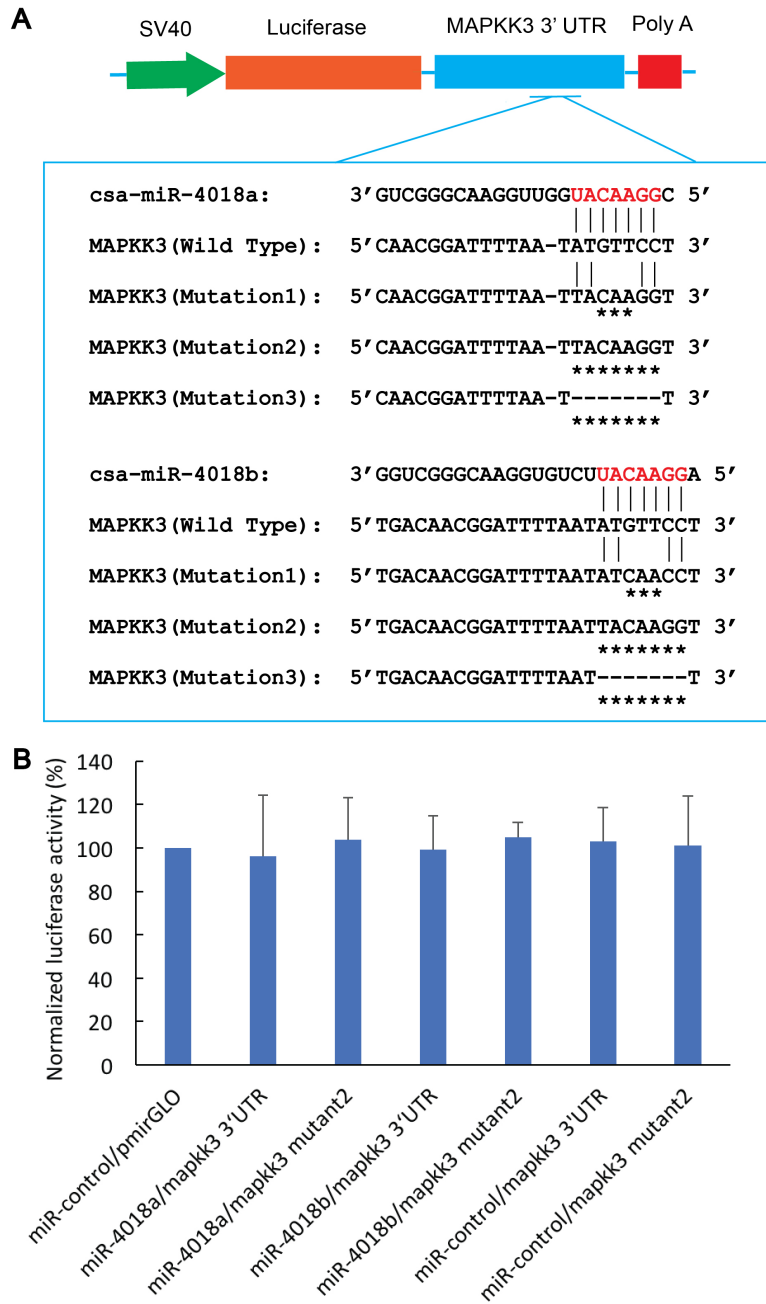 A
SV40 Luciferase MAPKK3 3’ UTR Poly A
csa-miR-4018a: 3’GUCGGGCAAGGUUGGUACAAGGC 5’
MAPKK3(Wild Type): 5’CAACGGATTTTAA-TATGTTCCT 3’
MAPKK3(Mutation1): 5’CAACGGATTTTAA-TTACAAGGT 3’
***
MAPKK3(Mutation2): 5’CAACGGATTTTAA-TTACAAGGT 3’
*******
MAPKK3(Mutation3): 5’CAACGGATTTTAA-T-------T 3’
*******
csa-miR-4018b: 3’GGUCGGGCAAGGUGUCUUACAAGGA 5’
MAPKK3(Wild Type): 5’TGACAACGGATTTTAATATGTTCCT 3’
MAPKK3(Mutation1): 5’TGACAACGGATTTTAATATCAACCT 3’
***
MAPKK3(Mutation2): 5’TGACAACGGATTTTAATTACAAGGT 3’
*******
MAPKK3(Mutation3): 5’TGACAACGGATTTTAAT-------T 3’
*******
B
Normalized luciferase activity (%)
140
120
100
80
60
40
20
0
miR-control/pmirGLO
miR-4018a/mapkk3 3‘UTR
miR-4018a/mapkk3 mutant2
miR-4018b/mapkk3 3‘UTR
miR-4018b/mapkk3 mutant2
miR-control/mapkk3 3‘UTR
miR-control/mapkk3 mutant2